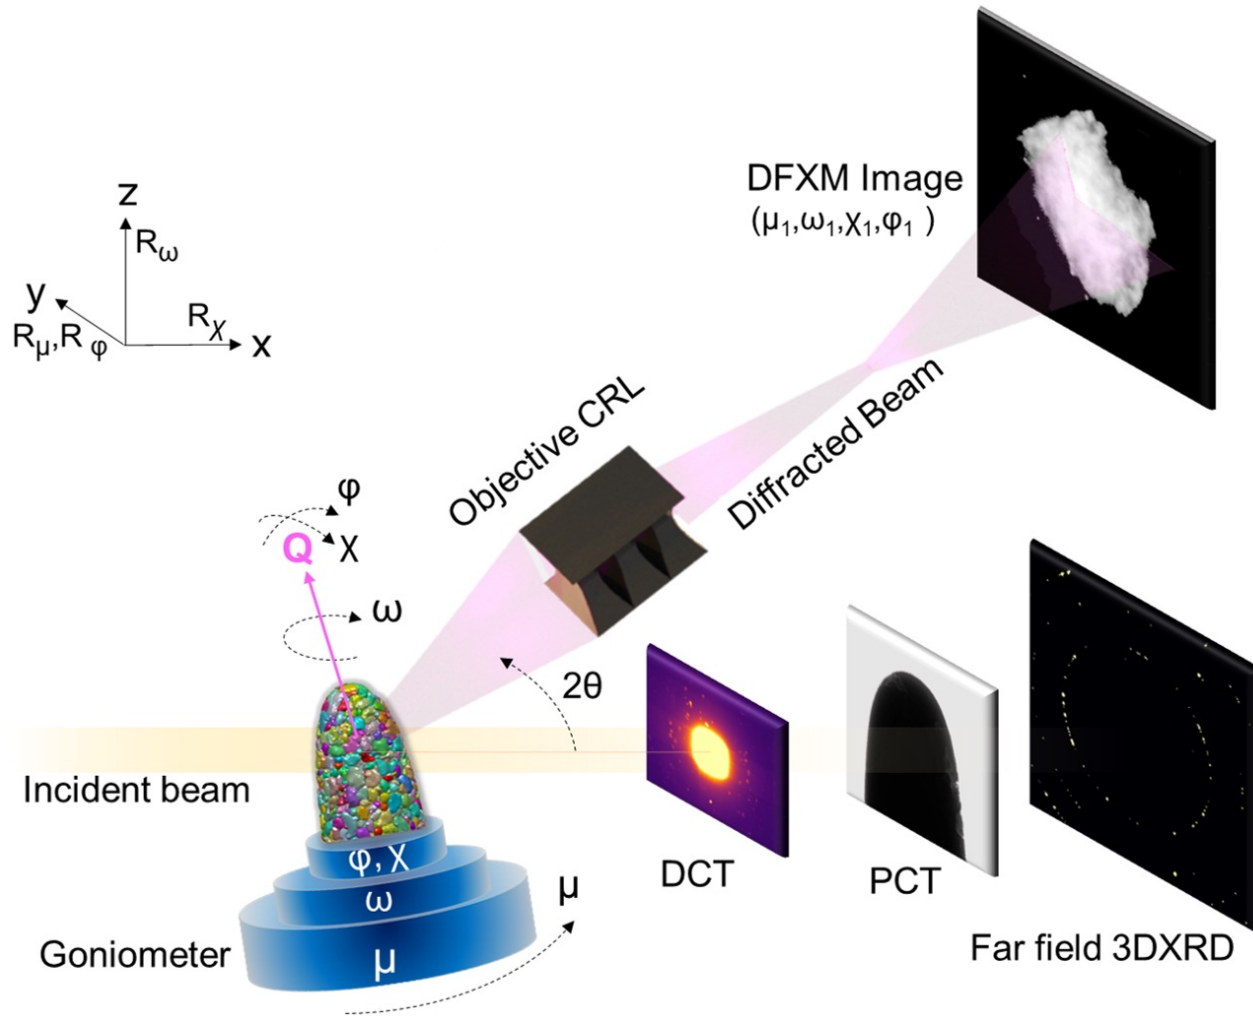 DFXM Image
(μ₁,ω₁,χ₁,φ₁ )
z
Rω
y
Rχ
x
Rμ,R φ
Objective CRL
Diffracted Beam
φ
Q χ
ω
2θ
Incident beam
φ, χ
ω
μ
μ
Goniometer
DCT
PCT
Far field 3DXRD